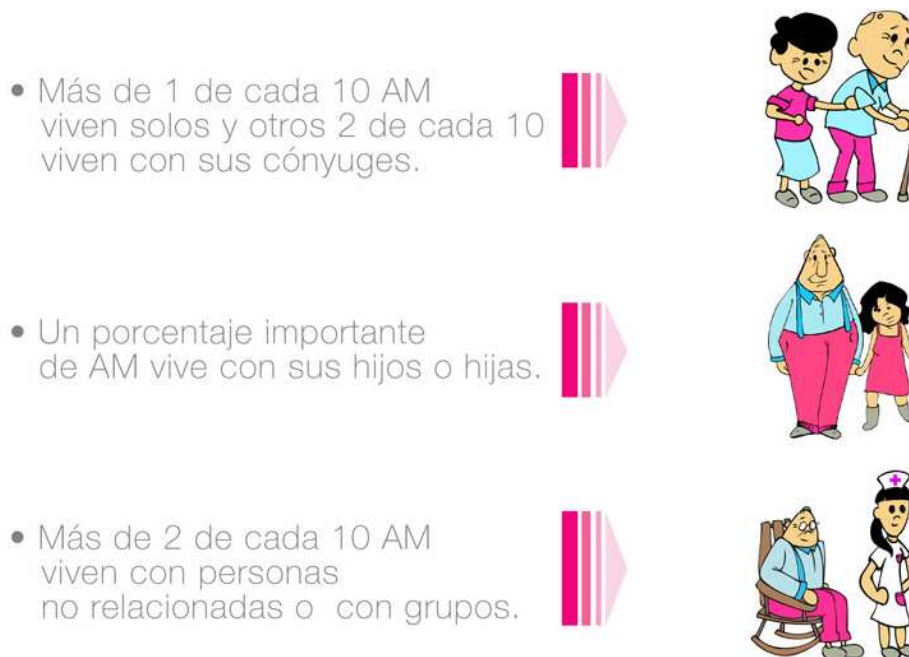 • Más de 1 de cada 10 AM
viven solos y otros 2 de cada 10
viven con sus cónyuges.
• Un porcentaje importante
de AM vive con sus hijos o hijas.
• Más de 2 de cada 10 AM
viven con personas
no relacionadas o con grupos.